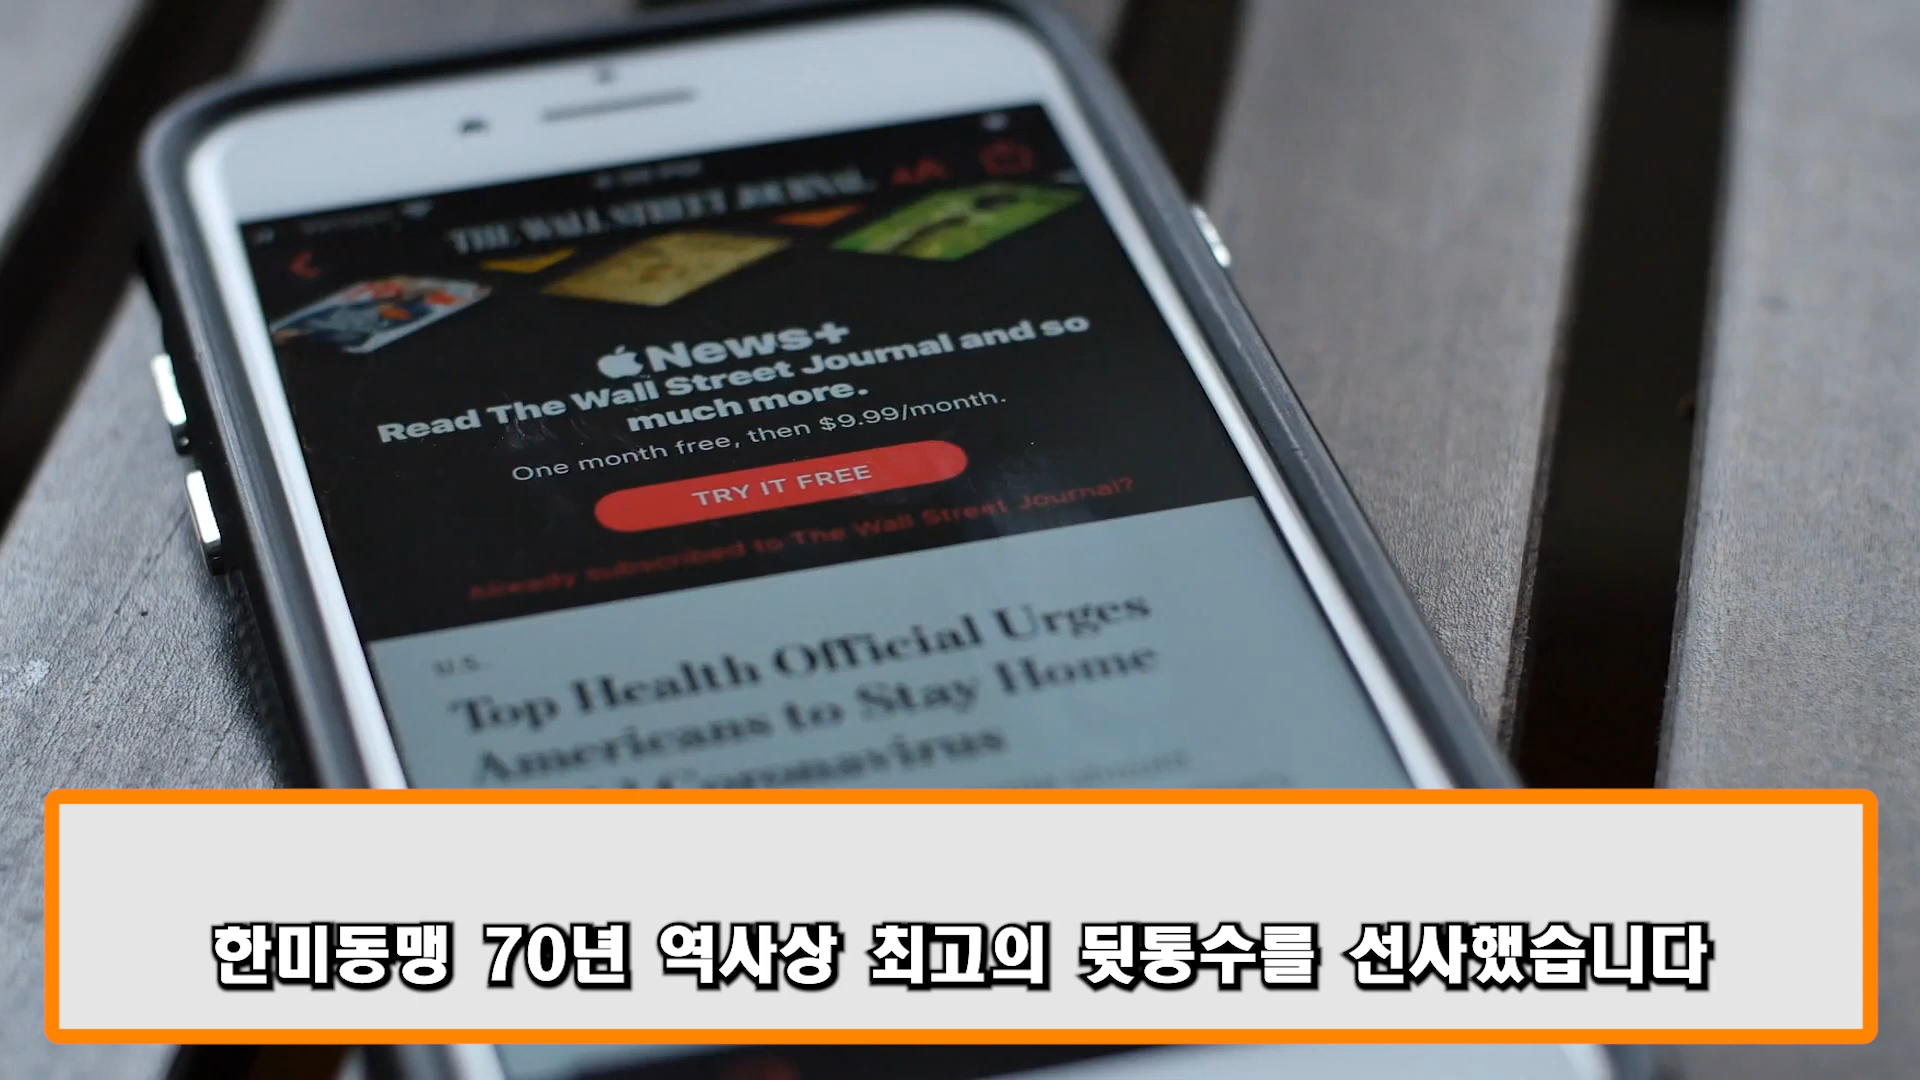 THE WALL STREET JOURNAL
AA
News+
Read The Wall Street Journal and so
much more.
One month free, then $9.99/month.
TRY IT FREE
Already subscribed to The Wall Street Journal?
U.S.
Top Health Official Urges
Americans to Stay Home
Coronavirus
한미동맹 70년 역사상 최고의 뒷통수를 선사했습니다